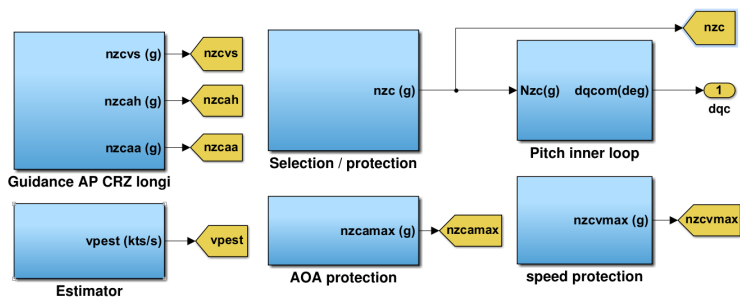 nzcvs (g)
nzcvs
nzcah (g)
nzcah
nzcaa (g)
nzcaa
Guidance AP CRZ longi
nzc (g)
Selection / protection
nzc
Nzc(g)
dqcom(deg)
Pitch inner loop
1
dqc
vpest (kts/s)
vpest
Estimator
nzcamax (g)
nzcamax
AOA protection
nzcvmax (g)
nzcvmax
speed protection